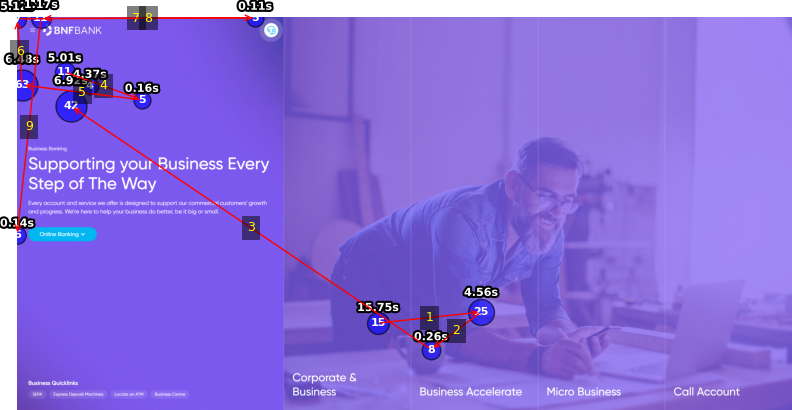 5.1
1.17s
0.11s
21
5
7
8
BNFBANK
6
6.48s
5.01s
63
11
4.37s
6.92s
4
5
0.16s
5
42
9
Business Banking
Supporting your Business Every
Step of The Way
Every account and service we offer is designed to support our commercial customers' growth
and progress. We're here to help your business do better, be it big or small.
0.14s
5
Online Banking
3
15.75s
4.56s
15
1
25
2
0.26s
8
Corporate &
Business
Business Accelerate
Micro Business
Call Account
Business Quicklinks
SEPA
Express Deposit Machines
Locate an ATM
Business Centre